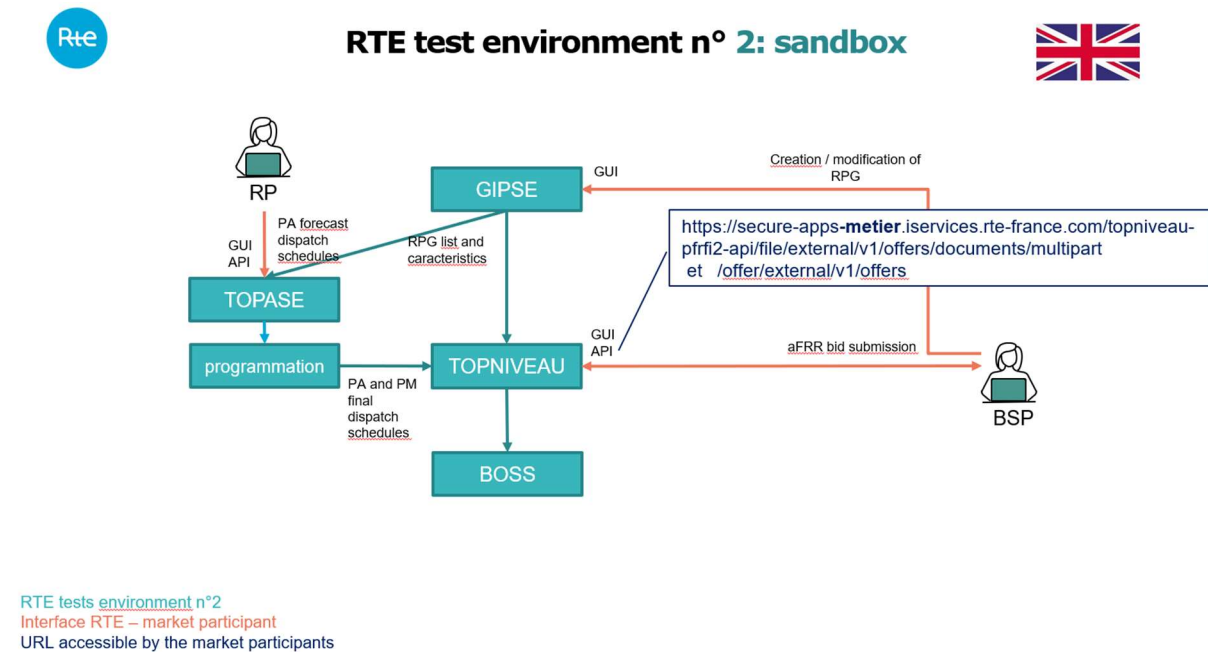 Rte
RTE test environment n° 2: sandbox
RP
GUI
API
PA forecast
dispatch
schedules
GIPSE
GUI
Creation / modification of
RPG
RPG list and
caracteristics
https://secure-apps-metier.iservices.rte-france.com/topniveau-
pfrfi2-api/file/external/v1/offers/documents/multipart
et /offer/external/v1/offers
TOPASE
programmation
PA and PM
final
dispatch
schedules
TOPNIVEAU
GUI
API
aFRR bid submission
BSP
BOSS
RTE tests environment n°2
Interface RTE – market participant
URL accessible by the market participants